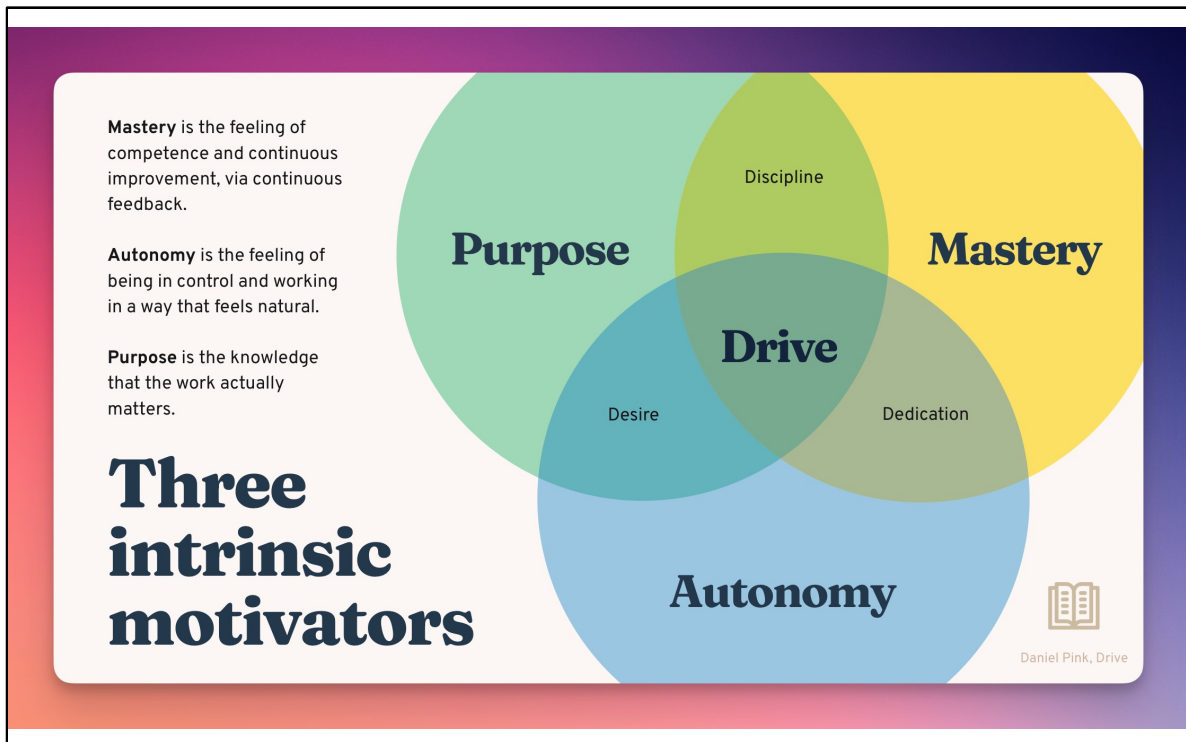 Mastery is the feeling of
competence and continuous
improvement, via continuous
feedback.
Autonomy is the feeling of
being in control and working
in a way that feels natural.
Purpose is the knowledge
that the work actually
matters.
Three
intrinsic
motivators
Discipline
Purpose
Mastery
Drive
Desire
Dedication
Autonomy
Daniel Pink, Drive